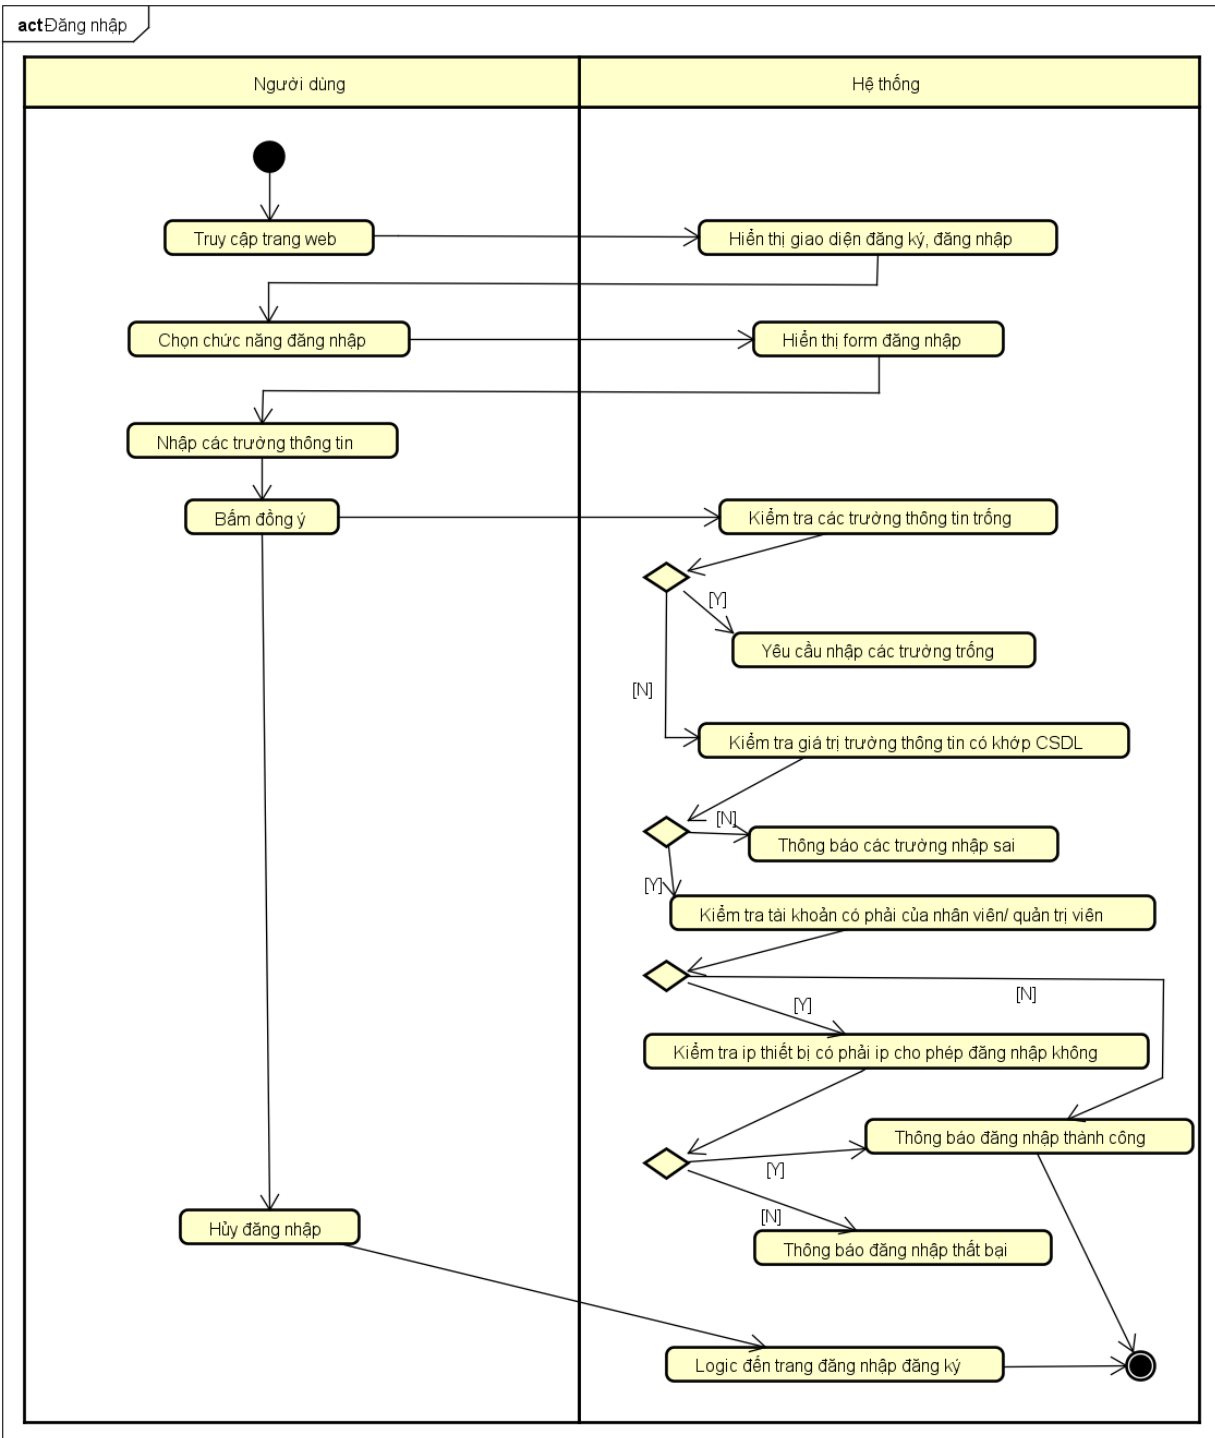 actĐăng nhập
Người dùng
Hệ thống
Truy cập trang web
Hiển thị giao diện đăng ký, đăng nhập
Chọn chức năng đăng nhập
Hiển thị form đăng nhập
Nhập các trường thông tin
Bấm đồng ý
Kiểm tra các trường thông tin trống
[Y]
Yêu cầu nhập các trường trống
[N]
Kiểm tra giá trị trường thông tin có khớp CSDL
[N]
Thông báo các trường nhập sai
[Y]
Kiểm tra tài khoản có phải của nhân viên/ quản trị viên
[N]
[Y]
Kiểm tra ip thiết bị có phải ip cho phép đăng nhập không
Thông báo đăng nhập thành công
[Y]
[N]
Hủy đăng nhập
Thông báo đăng nhập thất bại
Logic đến trang đăng nhập đăng ký